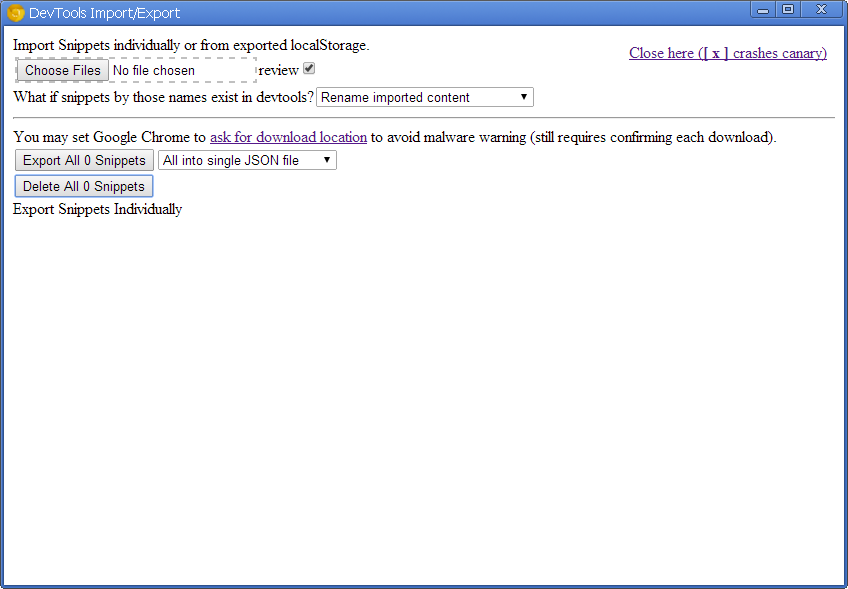 DevTools Import/Export
Import Snippets individually or from exported localStorage.
Close here ([ x ] crashes canary)
Choose Files No file chosen review
What if snippets by those names exist in devtools? Rename imported content
You may set Google Chrome to ask for download location to avoid malware warning (still requires confirming each download).
Export All 0 Snippets All into single JSON file
Delete All 0 Snippets
Export Snippets Individually